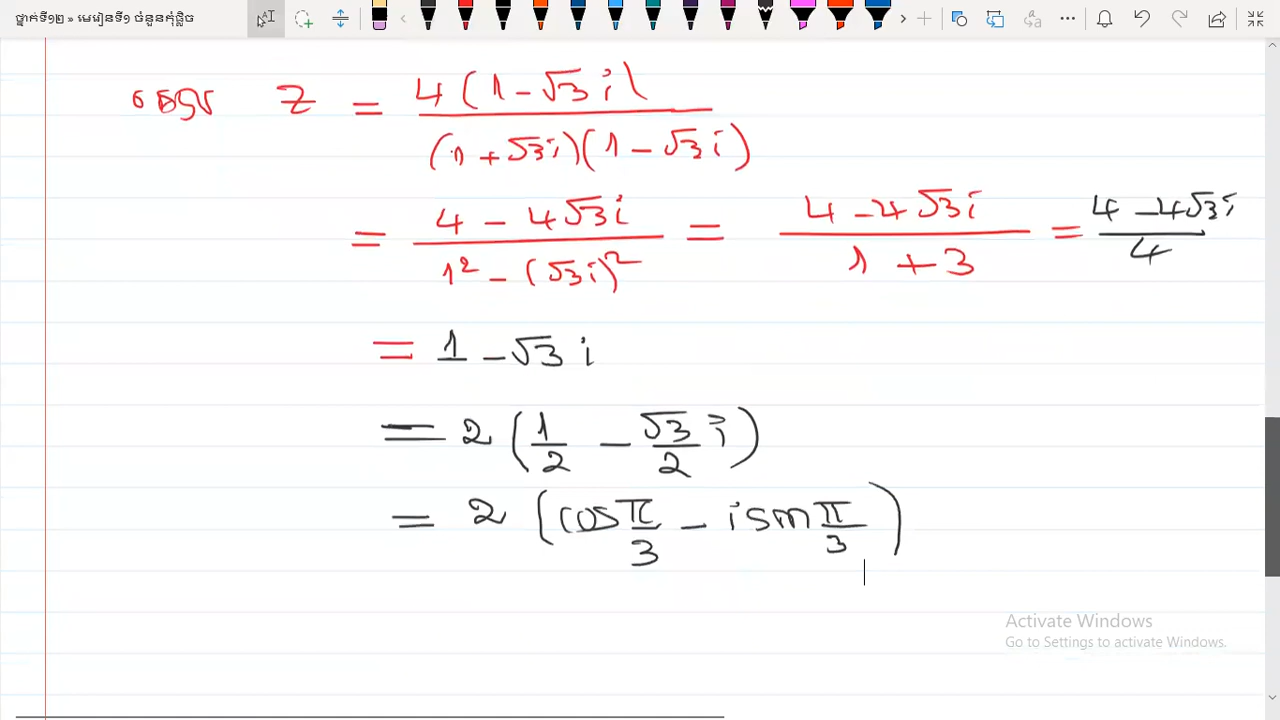 ថ្នាក់ទី១២ » មេរៀនទី១ ចំនួនកុំផ្លិច
គេបាន Z = 4(1 - √3 i) / (1 + √3 i)(1 - √3 i)
= 4 - 4√3 i / 1² - (√3 i)² = 4 - 4√3 i / 1 + 3 = 4 - 4√3 i / 4
= 1 - √3 i
= 2 (1/2 - √3/2 i)
= 2 (cos π/3 - i sin π/3)
Activate Windows
Go to Settings to activate Windows.